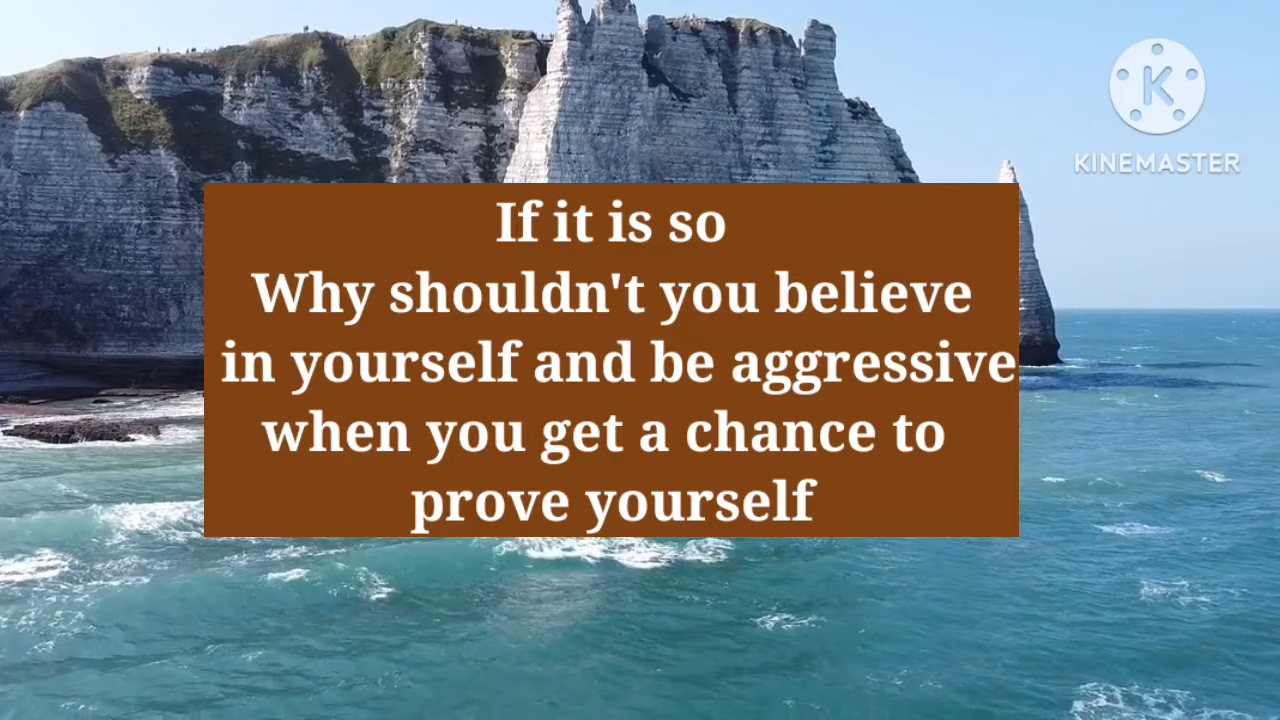 KINEMASTER
If it is so
Why shouldn't you believe
in yourself and be aggressive
when you get a chance to
prove yourself